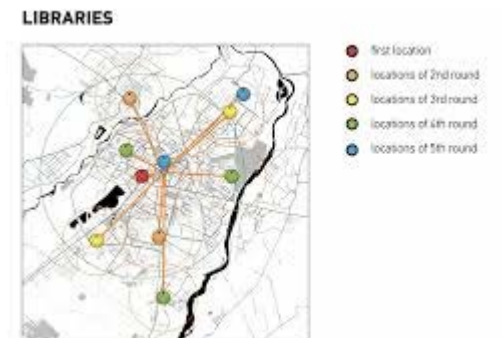 LIBRARIES
first location
locations of 2nd round
locations of 3rd round
locations of 4th round
locations of 5th round